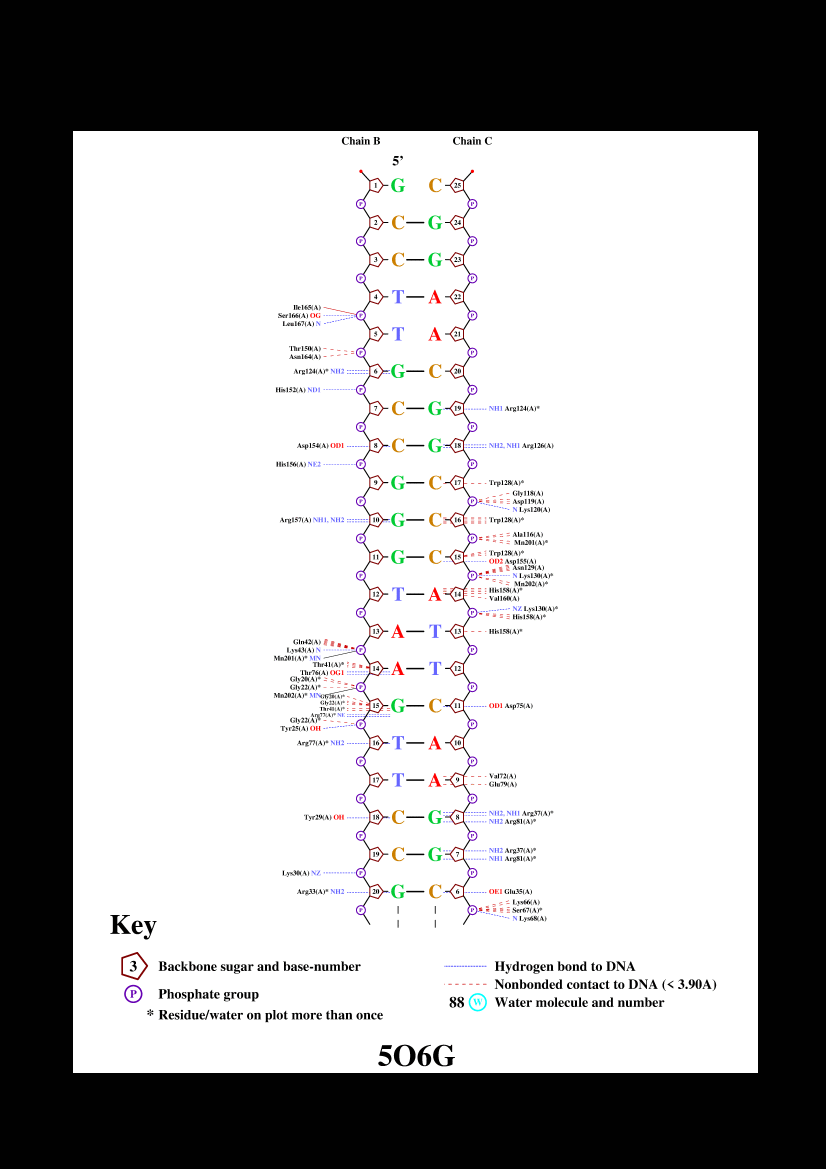 Chain B Chain C
5'
1 G C 25
P P
2 C G 24
P P
3 C G 23
P P
4 T A 22
Ile165(A)
Ser166(A) OG P P
Leu167(A) N
5 T A 21
Thr150(A)
P P
Asn164(A)
Arg124(A)* NH2 6 G C 20
His152(A) ND1 P P
7 C G 19 NH1 Arg124(A)*
P P
Asp154(A) OD1 8 C G 18 NH2, NH1 Arg126(A)
His156(A) NE2 P P
9 G C 17 Trp128(A)*
Gly118(A)
P P Asp119(A)
N Lys120(A)
Arg157(A) NH1, NH2 10 G C 16 Trp128(A)*
Ala116(A)
P P
Mn201(A)*
Trp128(A)*
11 G C 15
OD2 Asp155(A)
Asn129(A)
P P N Lys130(A)*
Mn202(A)*
His158(A)*
12 T A 14
Val160(A)
NZ Lys130(A)*
P P
His158(A)*
13 A T 13 His158(A)*
Gln42(A)
Lys43(A) N P P
Mn201(A)* MN
Thr41(A)*
14 A T 12
Thr76(A) OG1
Gly20(A)*
Gly22(A)* P P
Mn202(A)* MN
Gly20(A)*
Gly22(A)*
15 G C 11 OD1 Asp75(A)
Thr41(A)*
Arg77(A)* NE
Gly22(A)*
P P
Tyr25(A) OH
Arg77(A)* NH2 16 T A 10
P P
Val72(A)
17 T A 9
Glu79(A)
P P
NH2, NH1 Arg37(A)*
Tyr29(A) OH 18 C G 8
NH2 Arg81(A)*
P P
NH2 Arg37(A)*
19 C G 7
NH1 Arg81(A)*
Lys30(A) NZ P P
Arg33(A)* NH2 20 G C 6 OE1 Glu35(A)
Lys66(A)
P P Ser67(A)*
N Lys68(A)
Key
3 Backbone sugar and base-number
P Phosphate group
* Residue/water on plot more than once
Hydrogen bond to DNA
Nonbonded contact to DNA (< 3.90A)
88 W Water molecule and number
5O6G